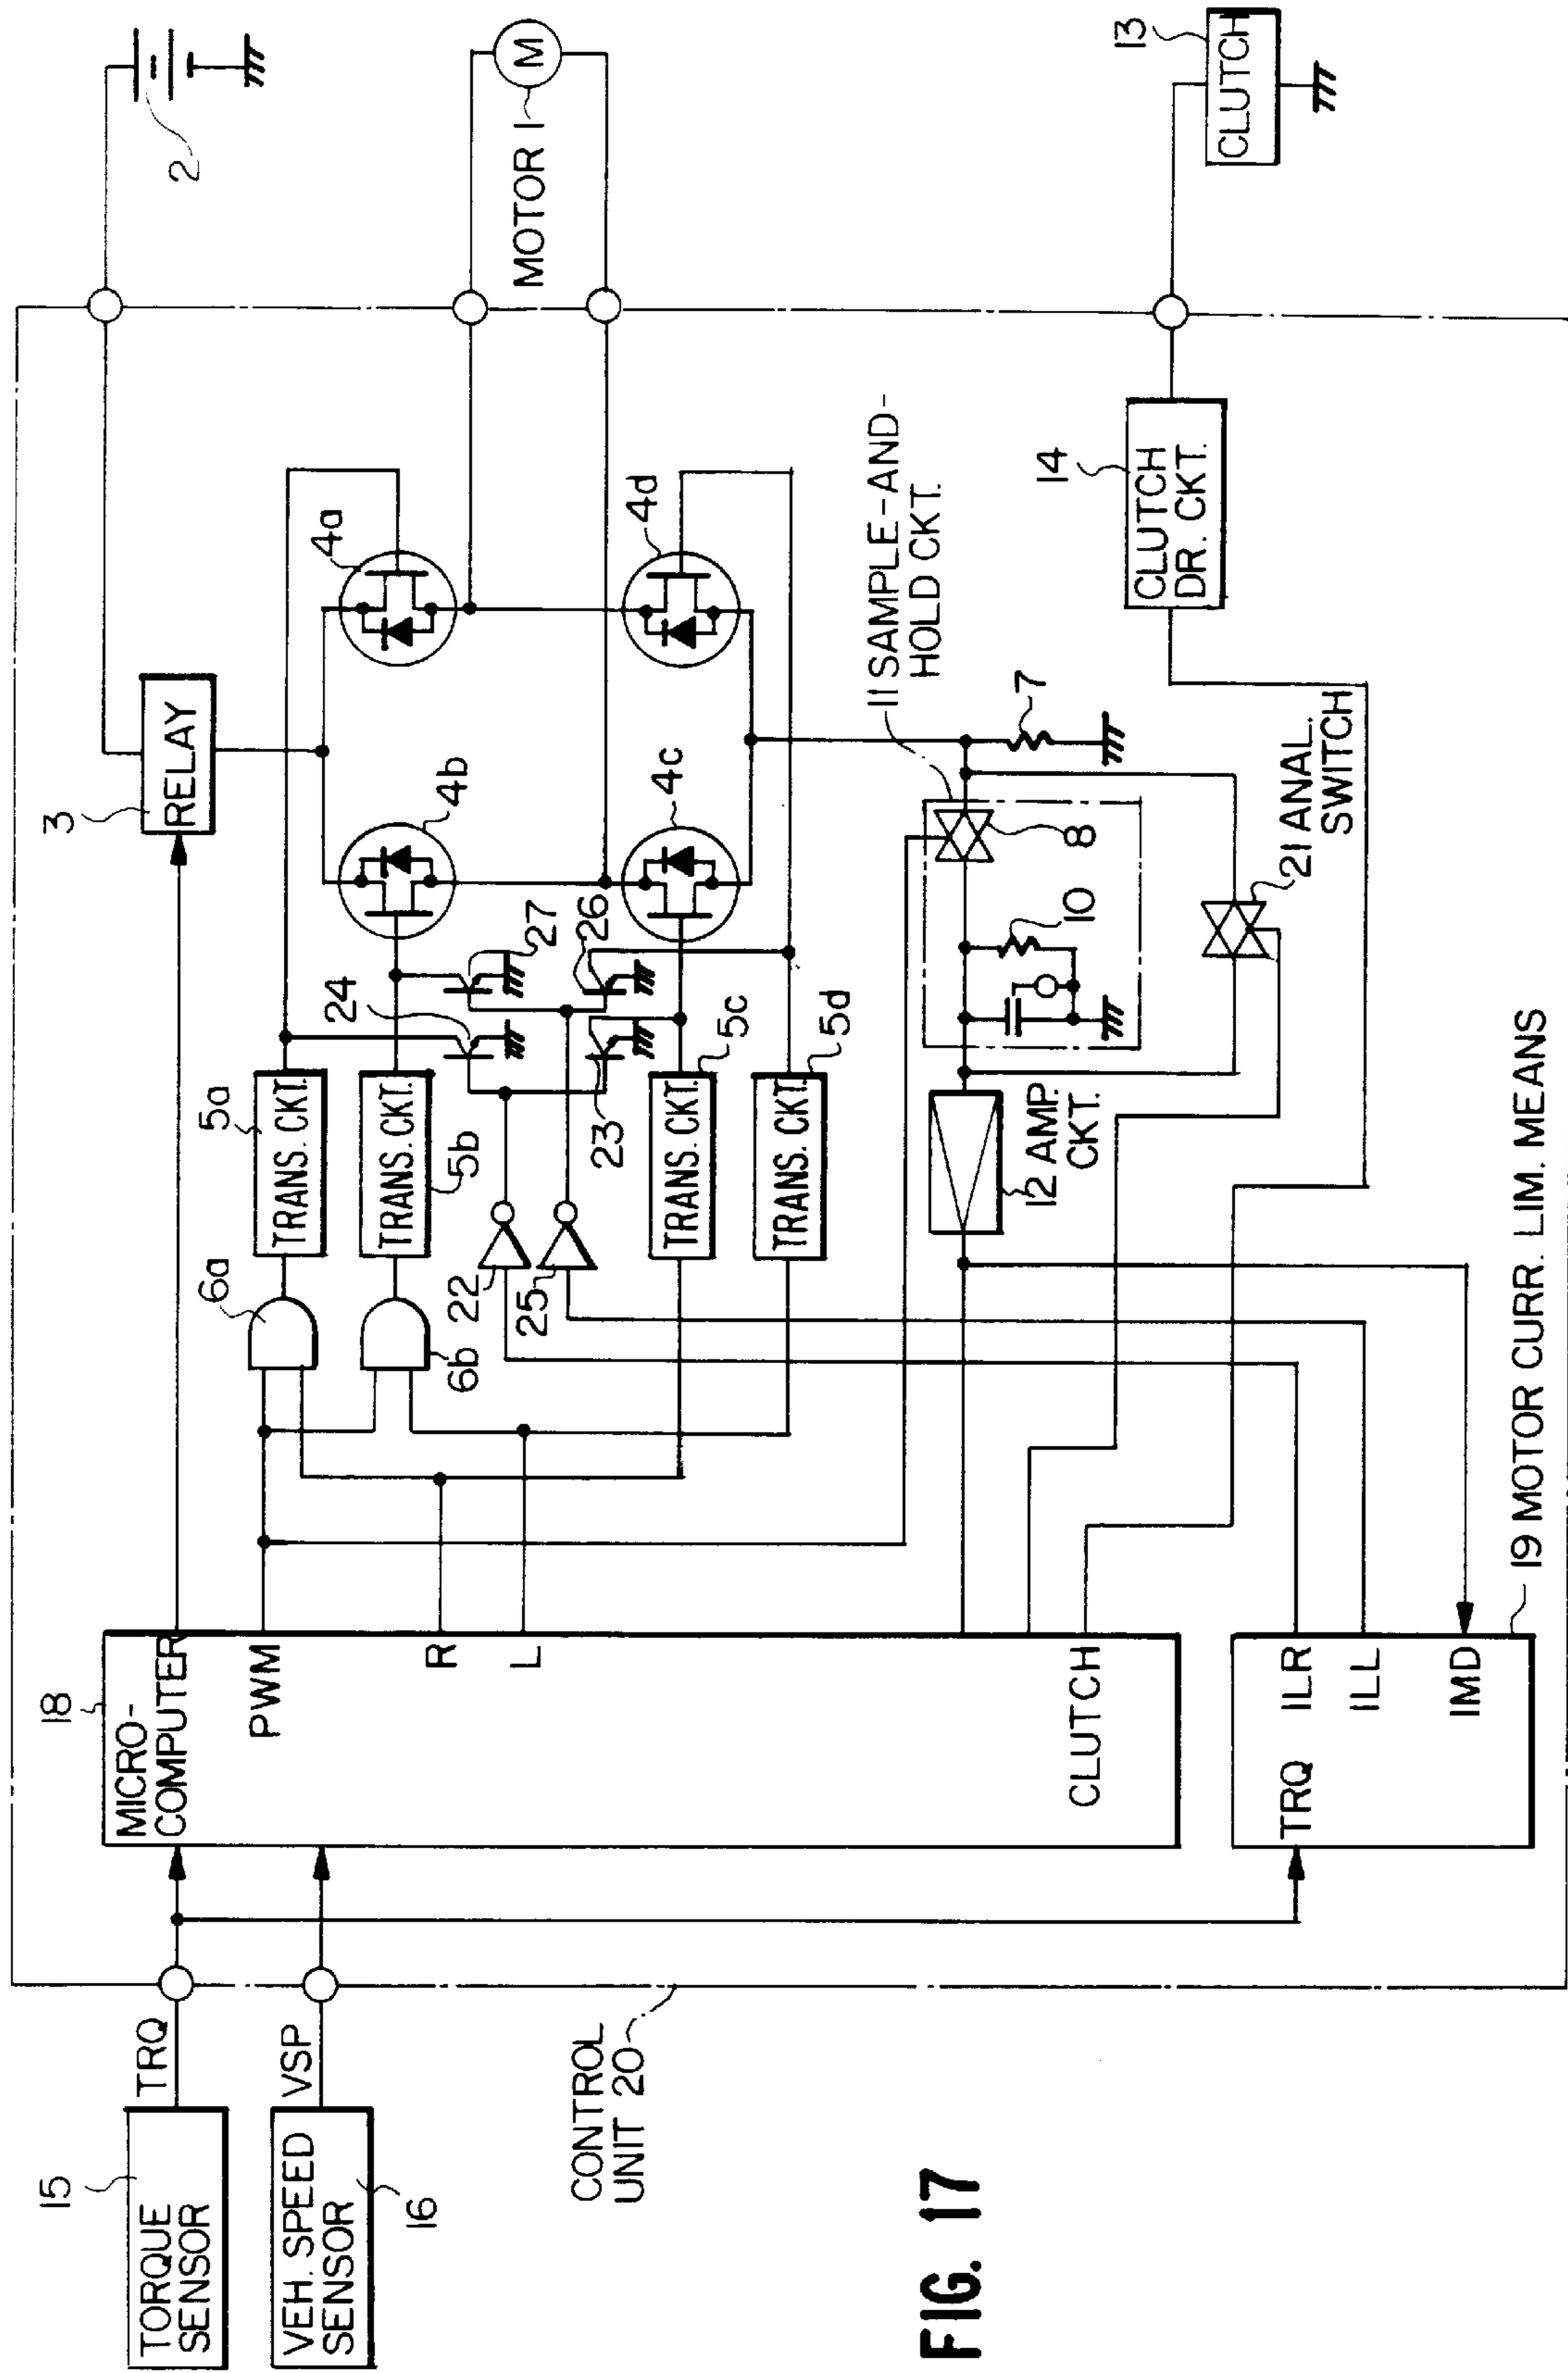 15
TORQUE
SENSOR
TRQ
VEH. SPEED
SENSOR
16
VSP
CONTROL
UNIT 20
18
MICRO-
COMPUTER
PWM
R
L
CLUTCH
TRQ
ILR
ILL
IMD
19 MOTOR CURR. LIM. MEANS
3
RELAY
2
6a
6b
5a
TRANS. CKT.
TRANS. CKT.
5b
22
25
24
27
23
26
TRANS. CKT.
5c
TRANS. CKT.
5d
4a
4b
4c
4d
MOTOR 1
M
12 AMP.
CKT.
11 SAMPLE-AND-
HOLD CKT.
10
8
7
21 ANAL.
SWITCH
14
CLUTCH
DR. CKT.
13
CLUTCH
FIG. 17